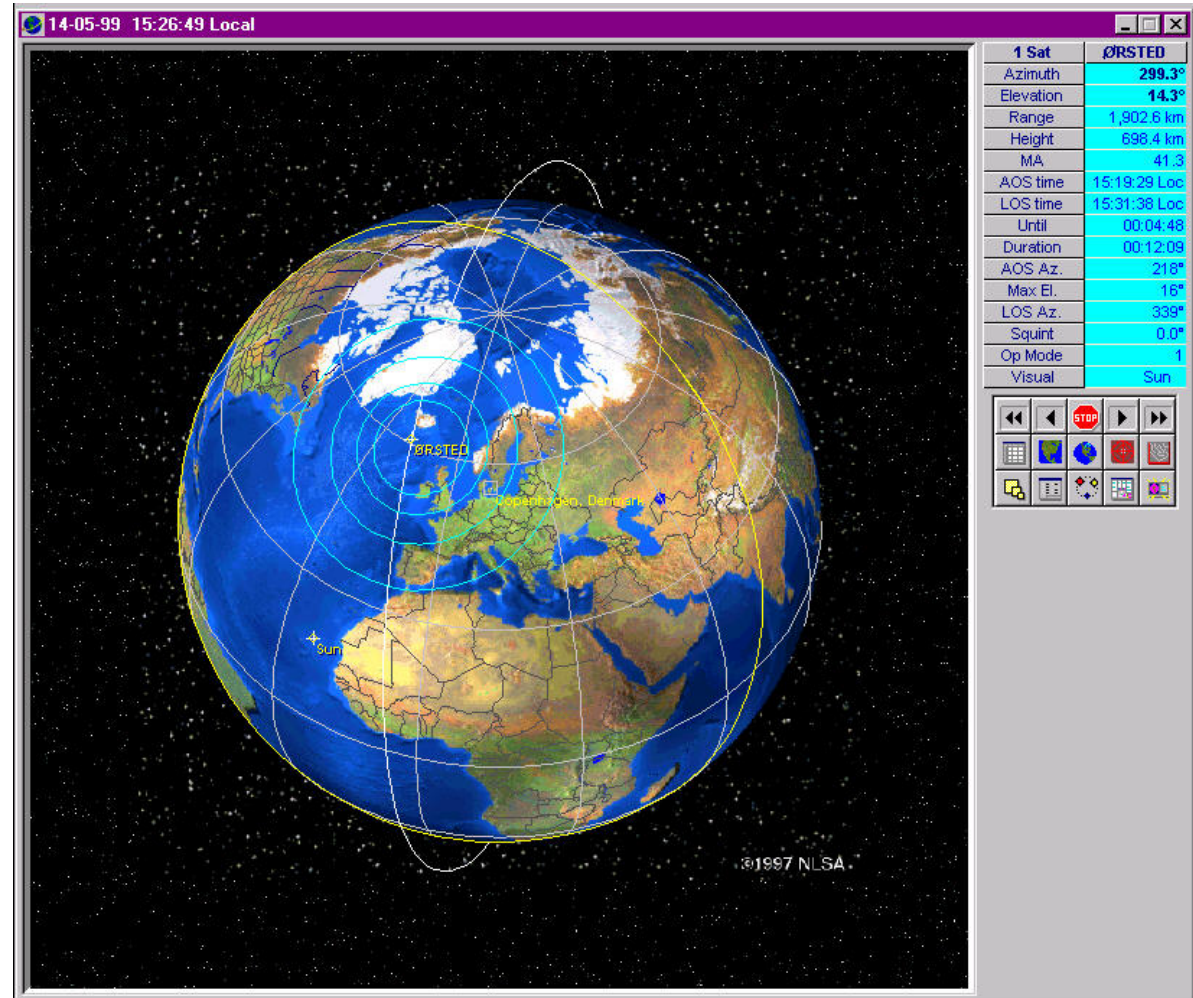 14-05-99 15:26:49 Local
1 Sat ØRSTED
Azimuth 299.3°
Elevation 14.3°
Range 1,902.6 km
Height 698.4 km
MA 41.3
AOS time 15:19:29 Loc
LOS time 15:31:38 Loc
Until 00:04:48
Duration 00:12:09
AOS Az. 218°
Max El. 16°
LOS Az. 339°
Squint 0.0°
Op Mode 1
Visual Sun
STOP
ØRSTED
Copenhagen, Denmark
Sun
©1997 NLSA